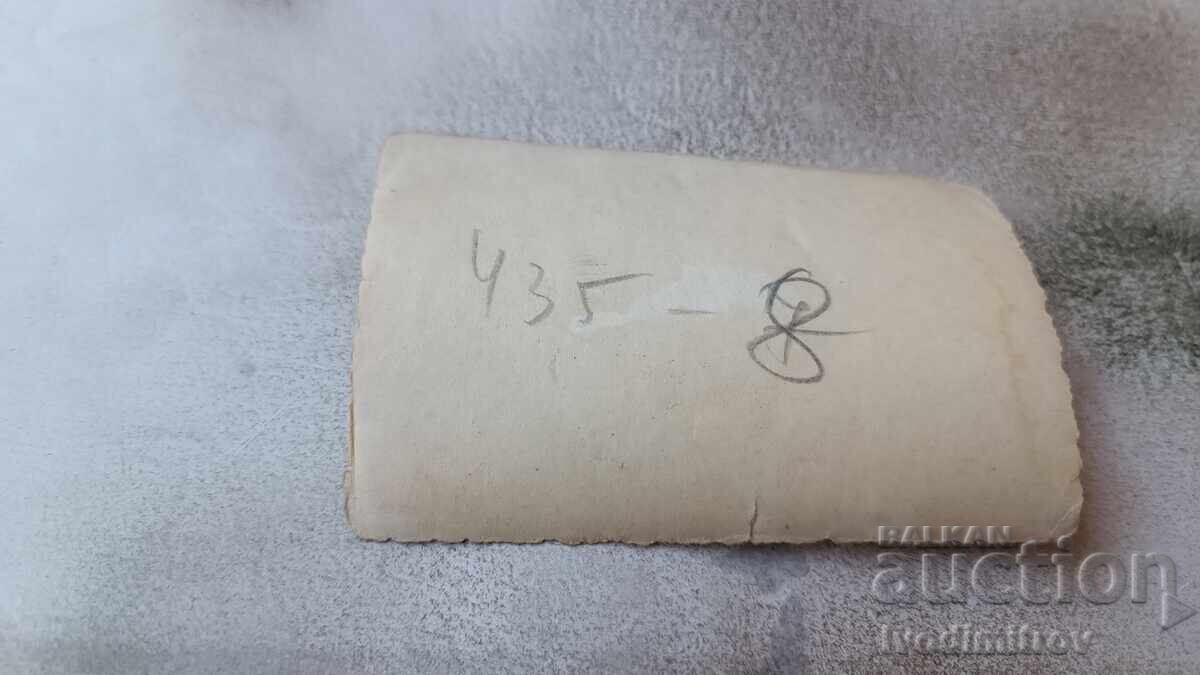 435 - 8
BALKAN
auction
ivodimitrov